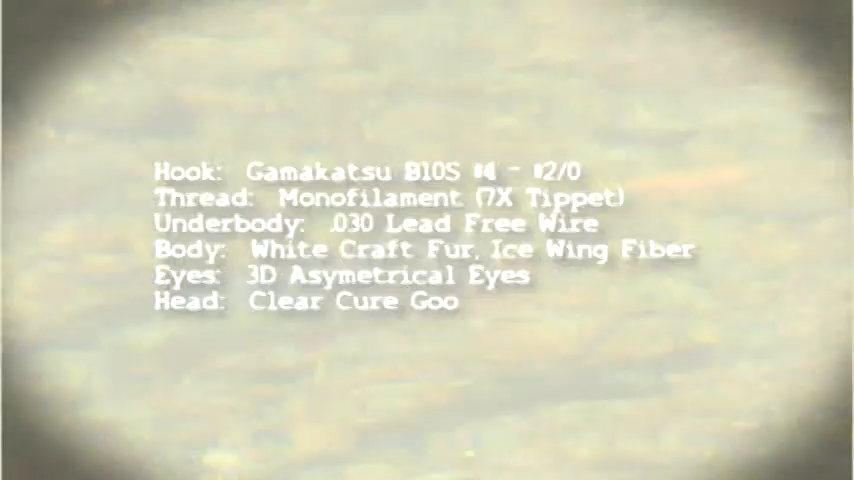 Hook: Gamakatsu B10S #4 - #2/0
Thread: Monofilament (7X Tippet)
Underbody: .030 Lead Free Wire
Body: White Craft Fur, Ice Wing Fiber
Eyes: 3D Asymetrical Eyes
Head: Clear Cure Goo